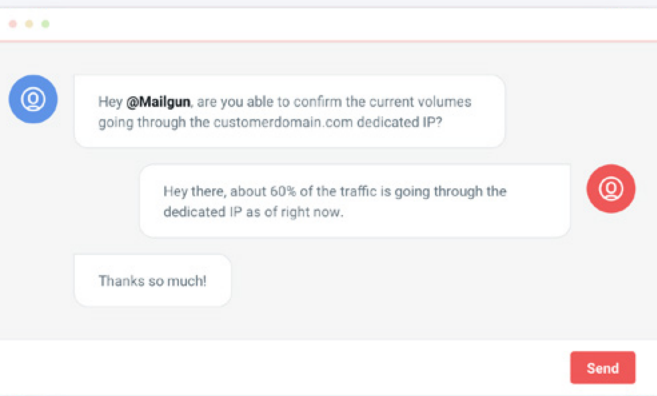 Hey @Mailgun, are you able to confirm the current volumes
going through the customerdomain.com dedicated IP?
Hey there, about 60% of the traffic is going through the
dedicated IP as of right now.
Thanks so much!
Send